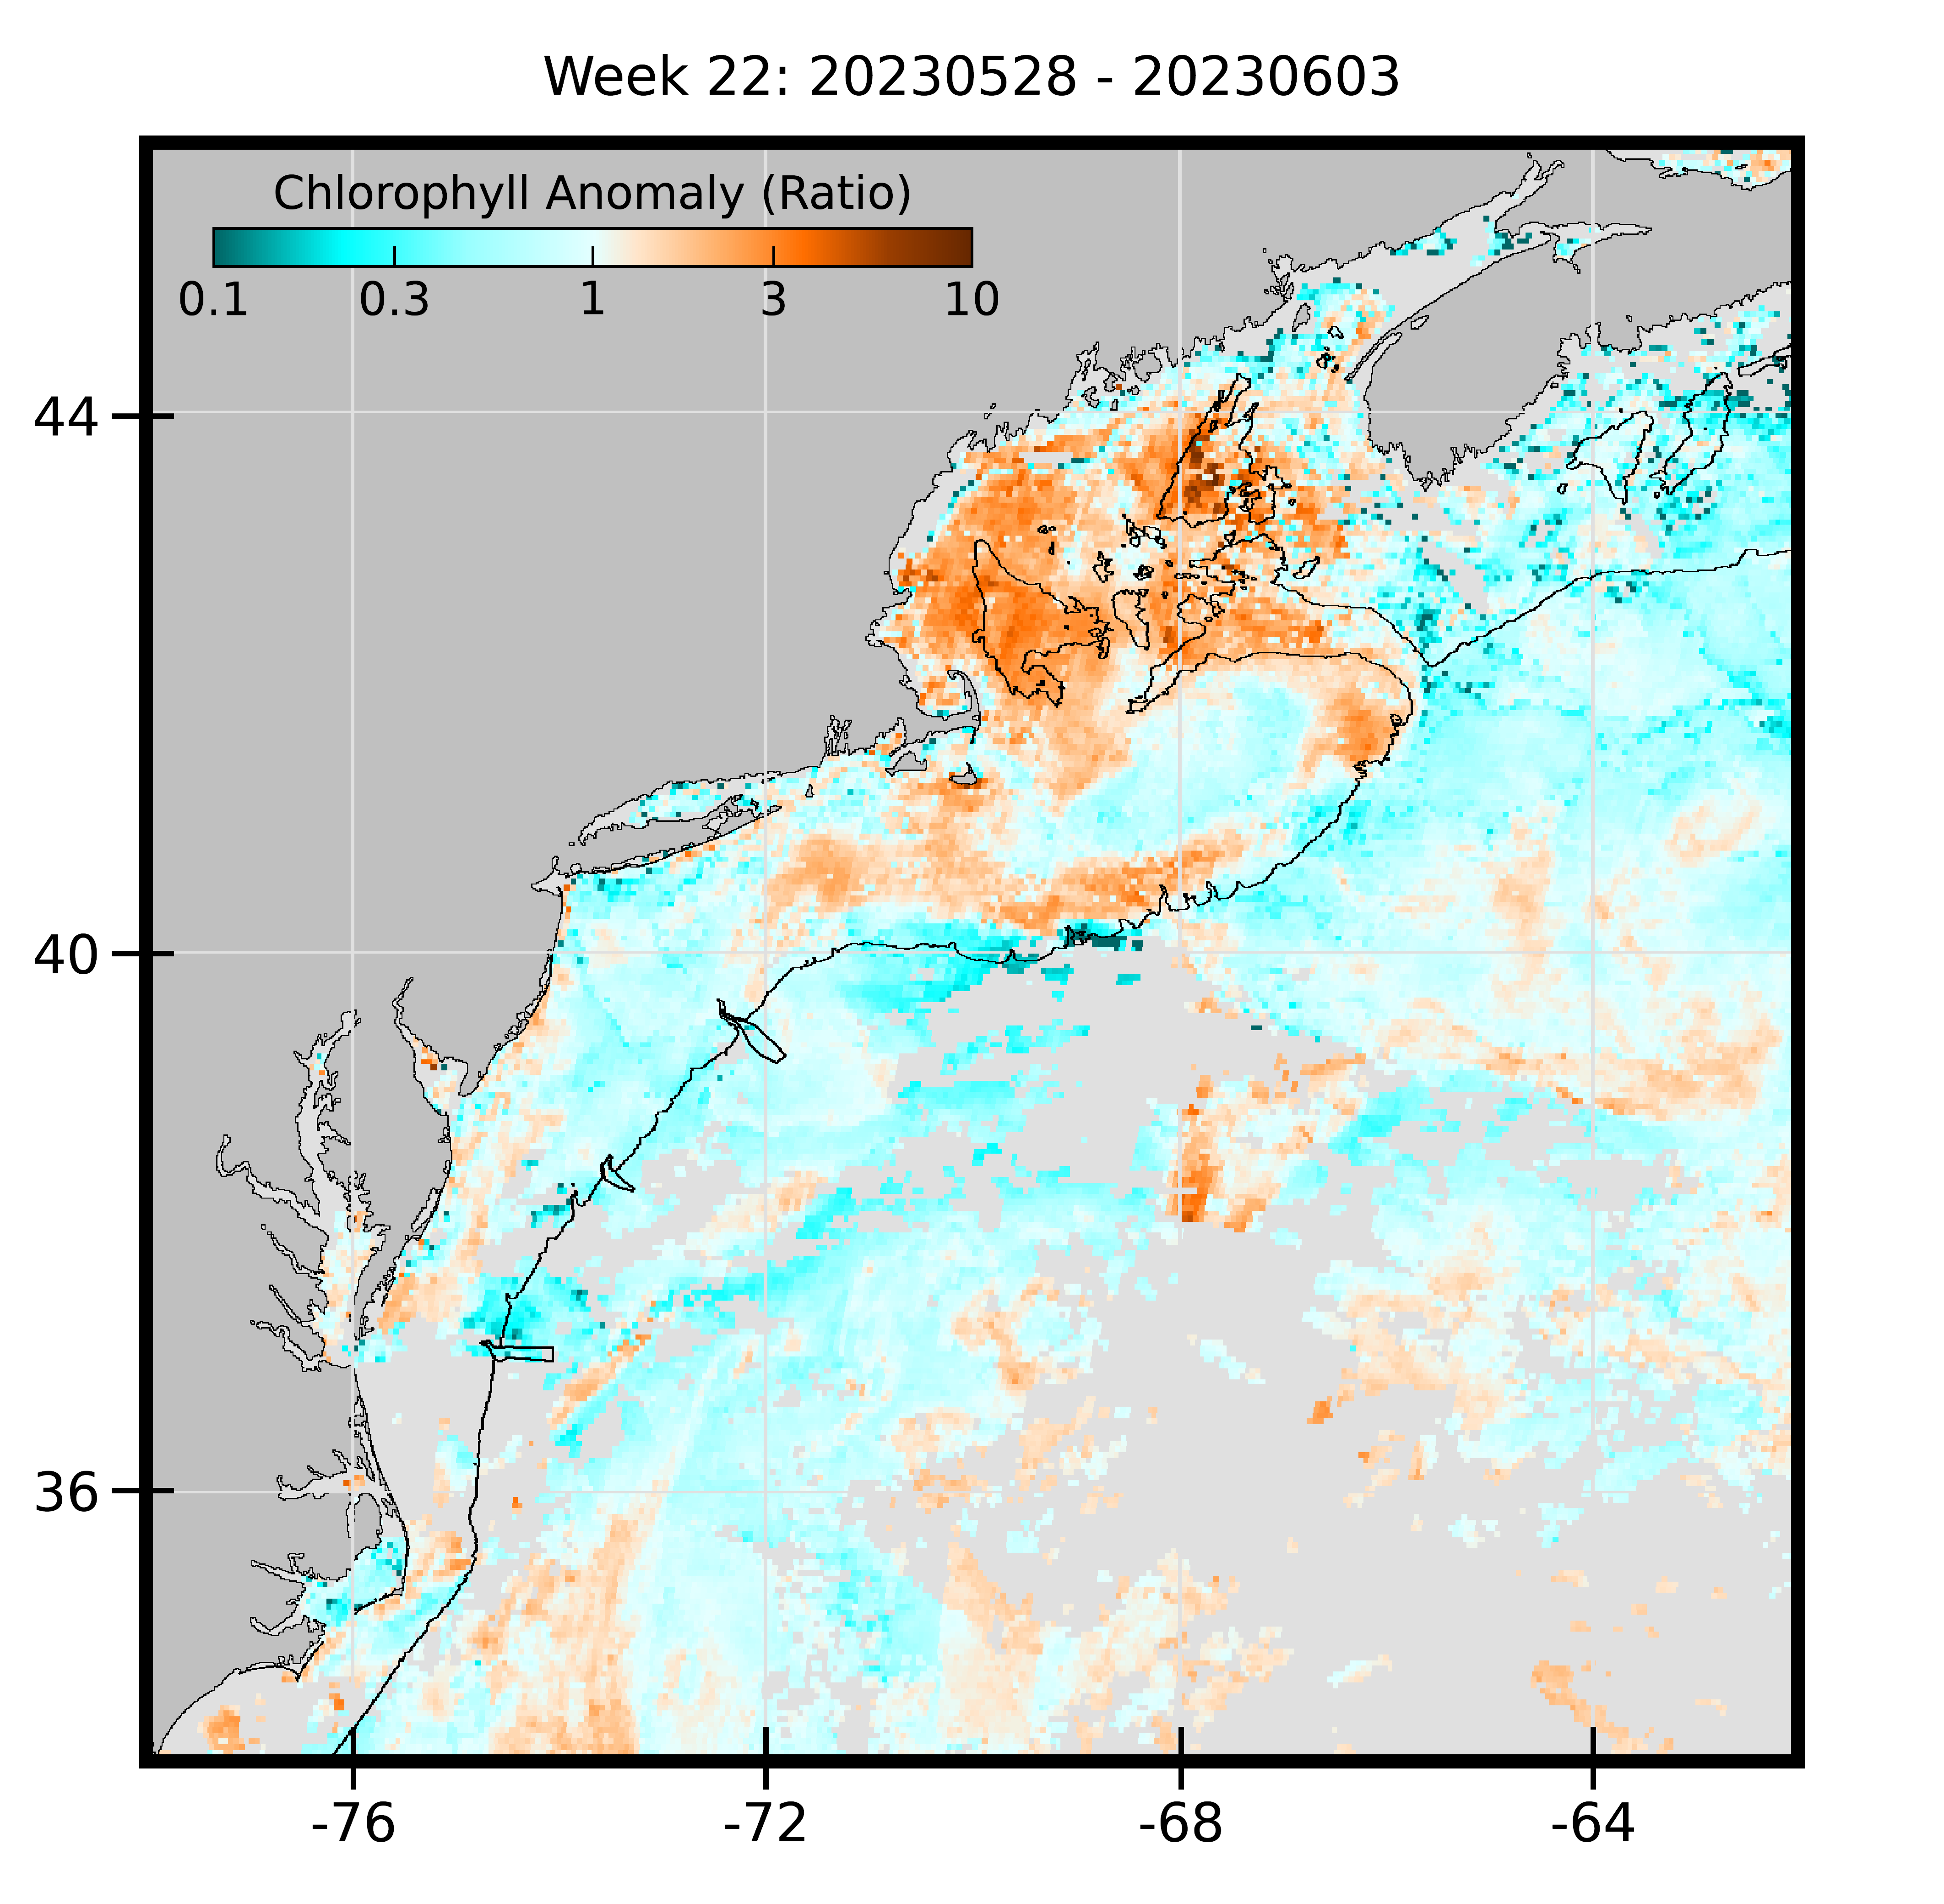 Week 22: 20230528 - 20230603
Chlorophyll Anomaly (Ratio)
0.1 0.3 1 3 10
44
40
36
-76 -72 -68 -64